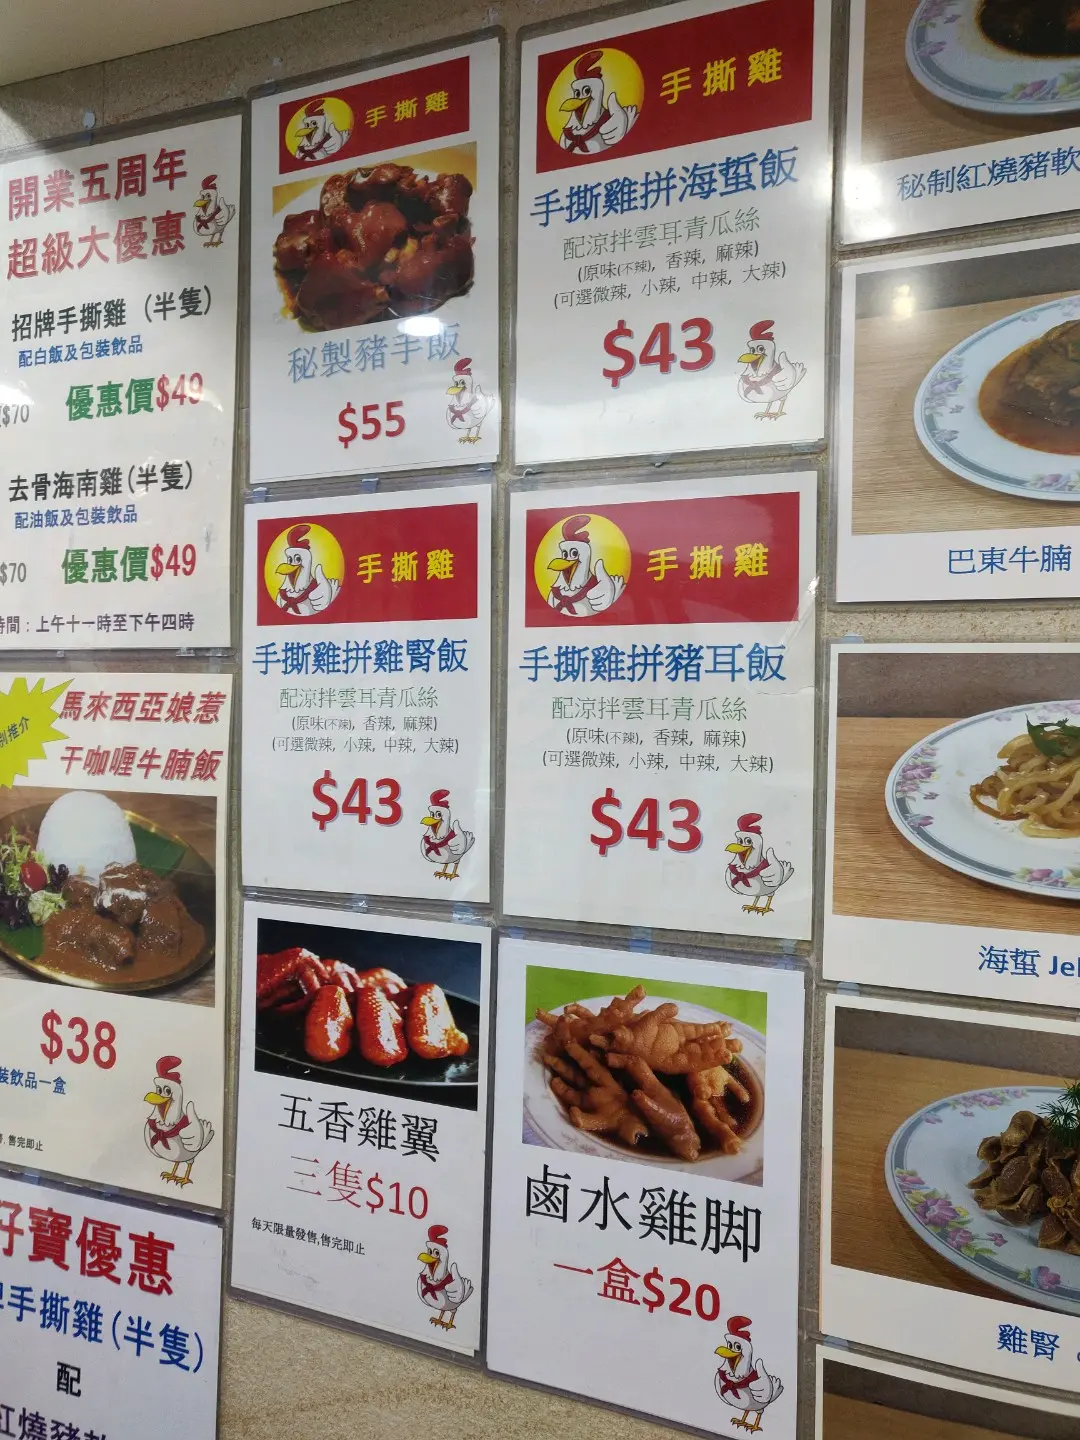 開業五周年
超級大優惠
招牌手撕雞 (半隻)
配白飯及包裝飲品
$70 優惠價$49
去骨海南雞(半隻)
配油飯及包裝飲品
$70 優惠價$49
時間：上午十一時至下午四時
手撕雞
秘製豬手飯
$55
手撕雞
手撕雞拼海蜇飯
配涼拌雲耳青瓜絲
(原味(不辣), 香辣, 麻辣)
(可選微辣, 小辣, 中辣, 大辣)
$43
秘制紅燒豬軟
巴東牛腩
手撕雞
手撕雞拼雞腎飯
配涼拌雲耳青瓜絲
(原味(不辣), 香辣, 麻辣)
(可選微辣, 小辣, 中辣, 大辣)
$43
手撕雞
手撕雞拼豬耳飯
配涼拌雲耳青瓜絲
(原味(不辣), 香辣, 麻辣)
(可選微辣, 小辣, 中辣, 大辣)
$43
推介
馬來西亞娘惹
干咖喱牛腩飯
$38
裝飲品一盒
售完即止
海蜇 Jel
五香雞翼
三隻$10
每天限量發售,售完即止
鹵水雞脚
一盒$20
雞腎
好寶優惠
手撕雞(半隻)
配
紅燒豬軟